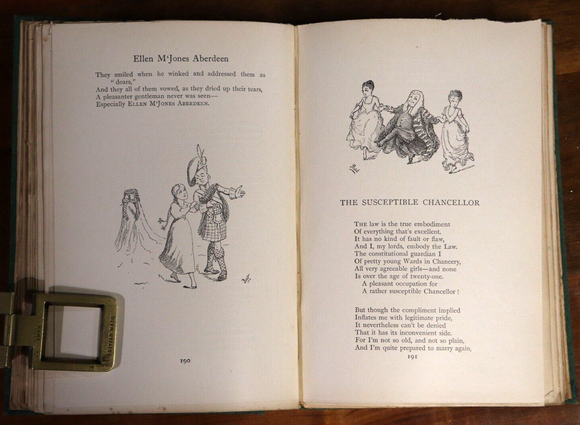 Ellen M'Jones Aberdeen
They smiled when he winked and addressed them as
"dears,"
And they all of them vowed, as they dried up their tears,
A pleasanter gentleman never was seen—
Especially ELLEN M'JONES ABERDEEN.
190
THE SUSCEPTIBLE CHANCELLOR
THE law is the true embodiment
Of everything that's excellent.
It has no kind of fault or flaw,
And I, my lords, embody the Law.
The constitutional guardian I
Of pretty young Wards in Chancery,
All very agreeable girls—and none
Is over the age of twenty-one.
A pleasant occupation for
A rather susceptible Chancellor!
But though the compliment implied
Inflates me with legitimate pride,
It nevertheless can't be denied
That it has its inconvenient side.
For I'm not so old, and not so plain,
And I'm quite prepared to marry again,
191